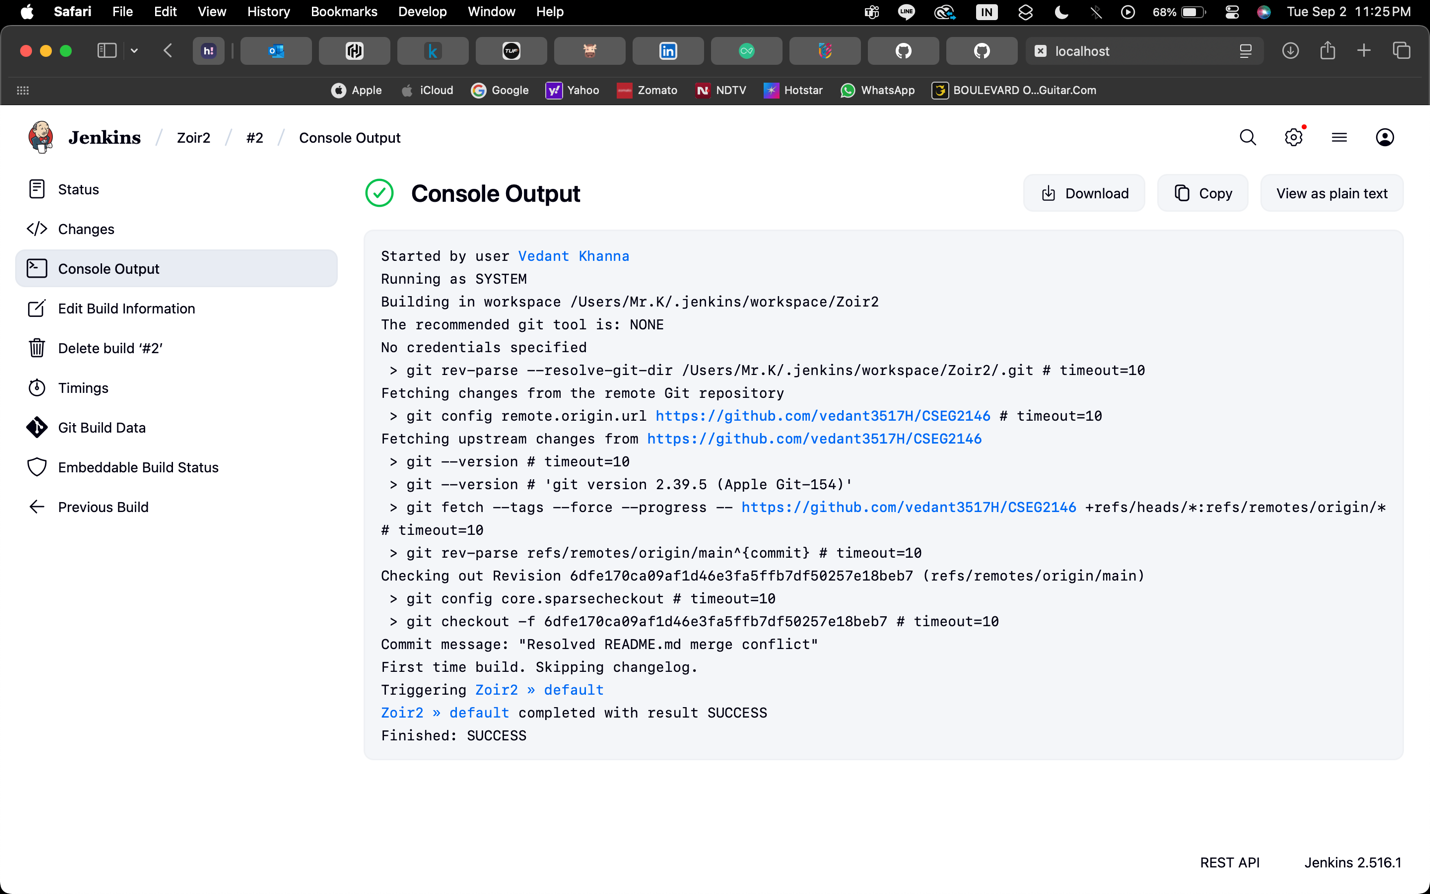 Safari File Edit View History Bookmarks Develop Window Help LINE IN 68% Tue Sep 2 11:25 PM
h! k TUF in localhost
Apple iCloud Google Yahoo Zomato NDTV Hotstar WhatsApp BOULEVARD O...Guitar.Com
Jenkins / Zoir2 / #2 / Console Output
Status
Changes
Console Output
Edit Build Information
Delete build ‘#2’
Timings
Git Build Data
Embeddable Build Status
Previous Build
Console Output
Download Copy View as plain text
Started by user Vedant Khanna
Running as SYSTEM
Building in workspace /Users/Mr.K/.jenkins/workspace/Zoir2
The recommended git tool is: NONE
No credentials specified
> git rev-parse --resolve-git-dir /Users/Mr.K/.jenkins/workspace/Zoir2/.git # timeout=10
Fetching changes from the remote Git repository
> git config remote.origin.url https://github.com/vedant3517H/CSEG2146 # timeout=10
Fetching upstream changes from https://github.com/vedant3517H/CSEG2146
> git --version # timeout=10
> git --version # 'git version 2.39.5 (Apple Git-154)'
> git fetch --tags --force --progress -- https://github.com/vedant3517H/CSEG2146 +refs/heads/*:refs/remotes/origin/*
# timeout=10
> git rev-parse refs/remotes/origin/main^{commit} # timeout=10
Checking out Revision 6dfe170ca09af1d46e3fa5ffb7df50257e18beb7 (refs/remotes/origin/main)
> git config core.sparsecheckout # timeout=10
> git checkout -f 6dfe170ca09af1d46e3fa5ffb7df50257e18beb7 # timeout=10
Commit message: "Resolved README.md merge conflict"
First time build. Skipping changelog.
Triggering Zoir2 » default
Zoir2 » default completed with result SUCCESS
Finished: SUCCESS
REST API Jenkins 2.516.1